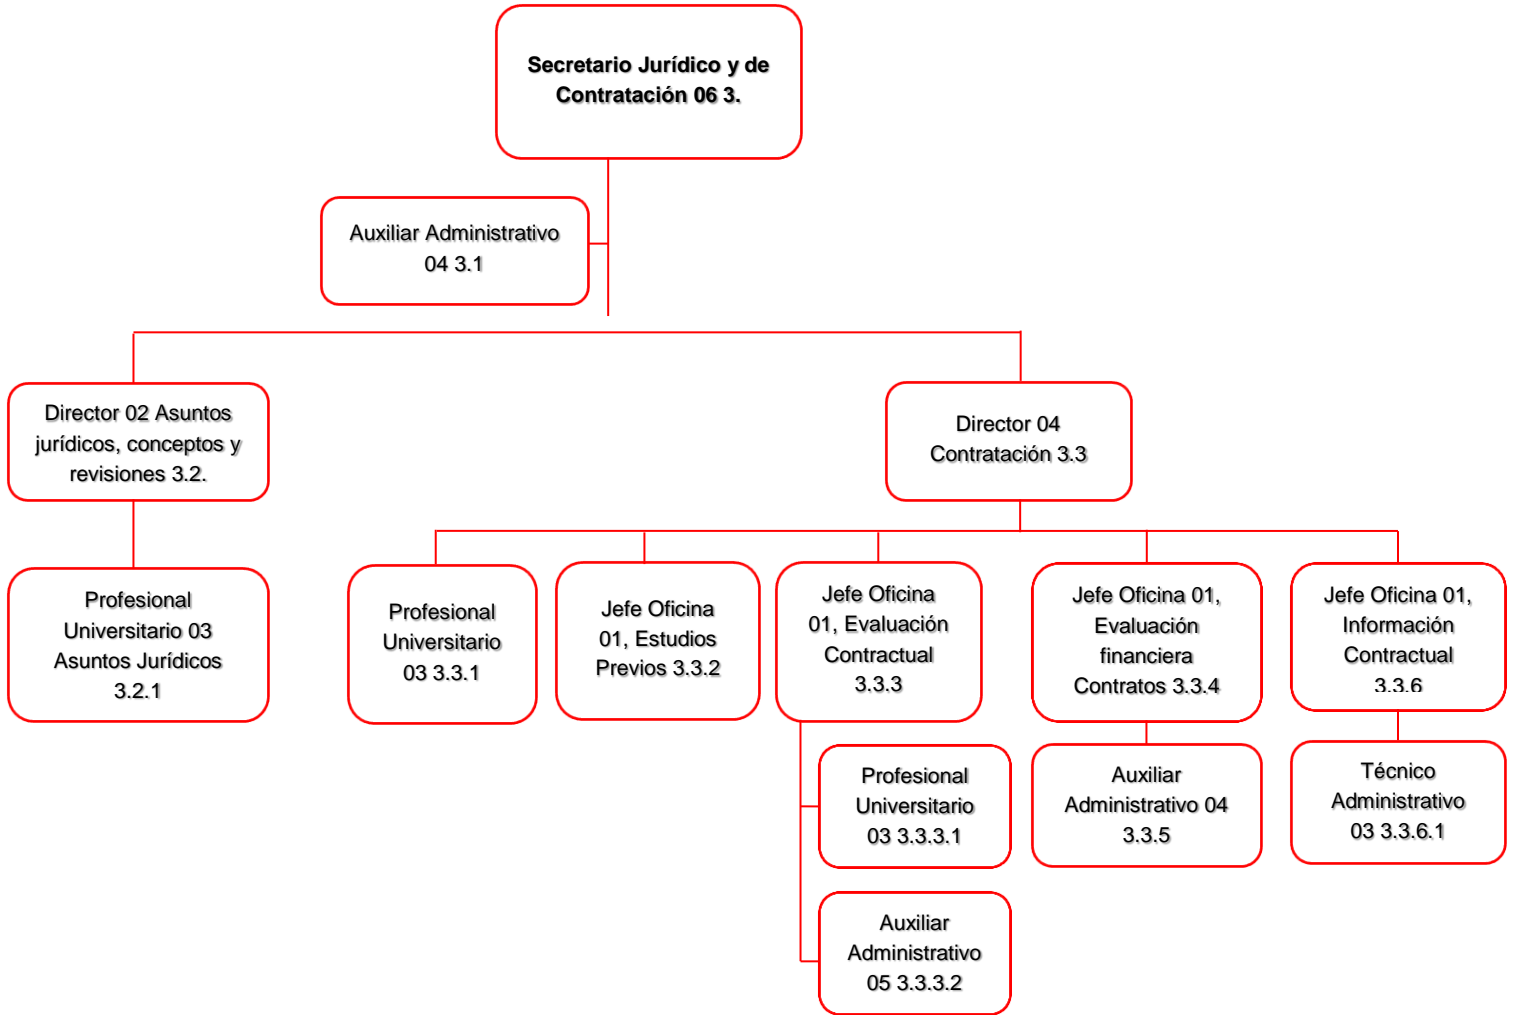 Secretario Jurídico y de
Contratación 06 3.
Auxiliar Administrativo
04 3.1
Director 02 Asuntos
jurídicos, conceptos y
revisiones 3.2.
Director 04
Contratación 3.3
Profesional
Universitario 03
Asuntos Jurídicos
3.2.1
Profesional
Universitario
03 3.3.1
Jefe Oficina
01, Estudios
Previos 3.3.2
Jefe Oficina
01, Evaluación
Contractual
3.3.3
Jefe Oficina 01,
Evaluación
financiera
Contratos 3.3.4
Jefe Oficina 01,
Información
Contractual
3.3.6
Profesional
Universitario
03 3.3.3.1
Auxiliar
Administrativo 04
3.3.5
Técnico
Administrativo
03 3.3.6.1
Auxiliar
Administrativo
05 3.3.3.2